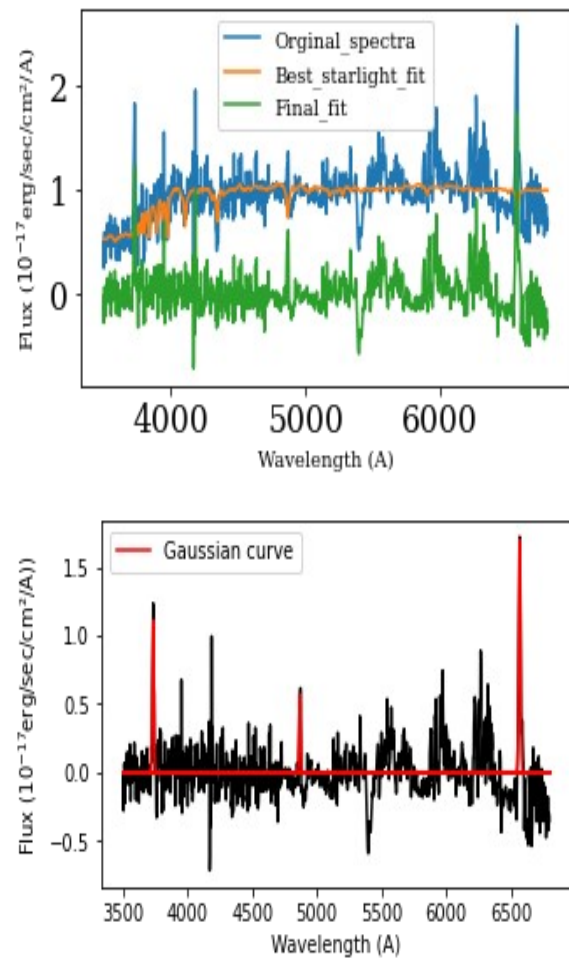 Orginal_spectra
Best_starlight_fit
Final_fit
2
1
0
Flux (10⁻¹⁷erg/sec/cm²/A)
4000 5000 6000
Wavelength (A)
Gaussian curve
1.5
1.0
0.5
0.0
−0.5
Flux (10⁻¹⁷erg/sec/cm²/A))
3500 4000 4500 5000 5500 6000 6500
Wavelength (A)